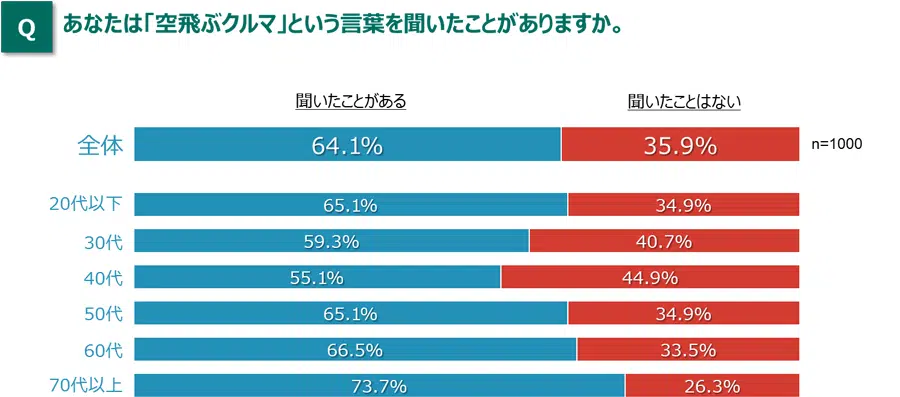 Q あなたは「空飛ぶクルマ」という言葉を聞いたことがありますか。
聞いたことがある 聞いたことはない
全体 64.1% 35.9% n=1000
20代以下 65.1% 34.9%
30代 59.3% 40.7%
40代 55.1% 44.9%
50代 65.1% 34.9%
60代 66.5% 33.5%
70代以上 73.7% 26.3%